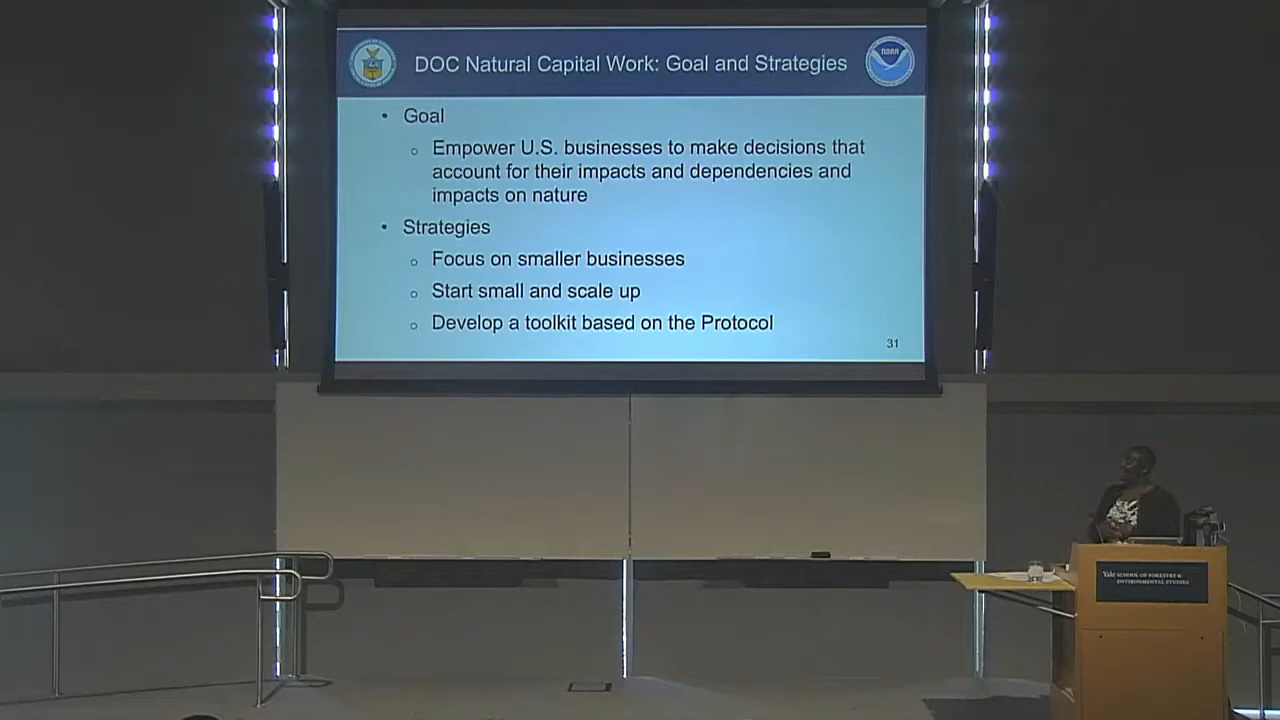 NOAA
DOC Natural Capital Work: Goal and Strategies
• Goal
o Empower U.S. businesses to make decisions that
account for their impacts and dependencies and
impacts on nature
• Strategies
o Focus on smaller businesses
o Start small and scale up
o Develop a toolkit based on the Protocol
31
Yale SCHOOL OF FORESTRY &
ENVIRONMENTAL STUDIES